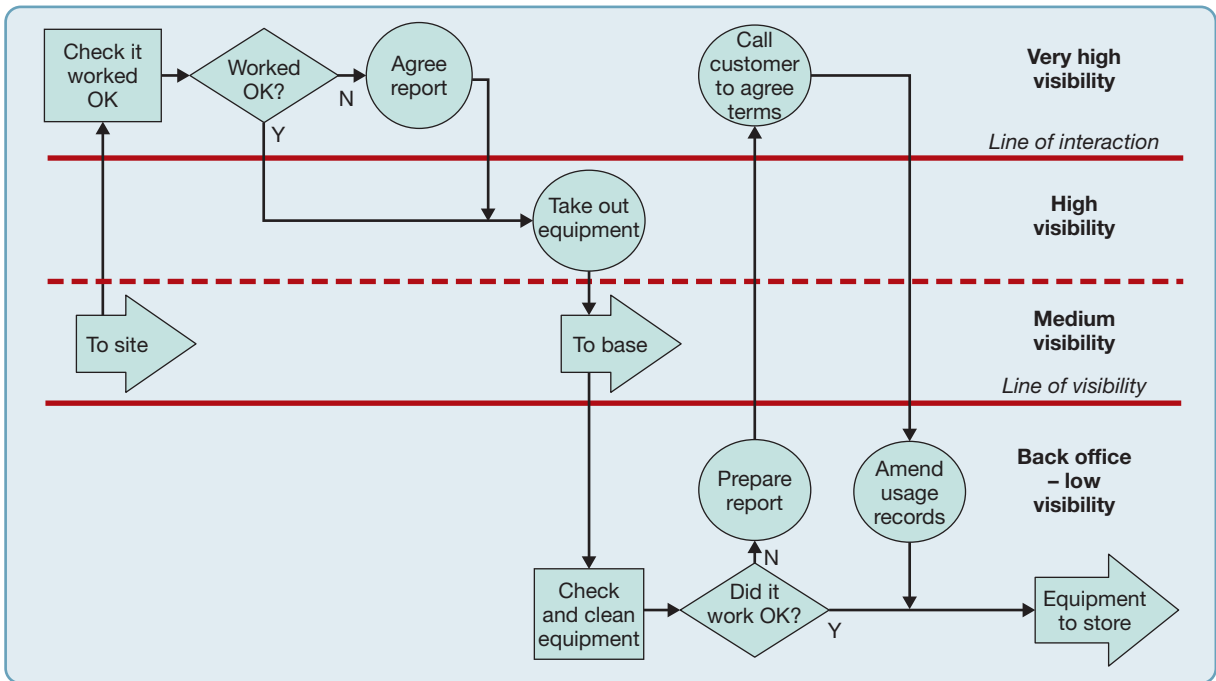 Check it
worked
OK
Worked
OK?
N
Y
Agree
report
Call
customer
to agree
terms
Very high
visibility
Line of interaction
Take out
equipment
High
visibility
To site
To base
Medium
visibility
Line of visibility
Prepare
report
Amend
usage
records
Back office
– low
visibility
Check
and clean
equipment
Did it
work OK?
N
Y
Equipment
to store